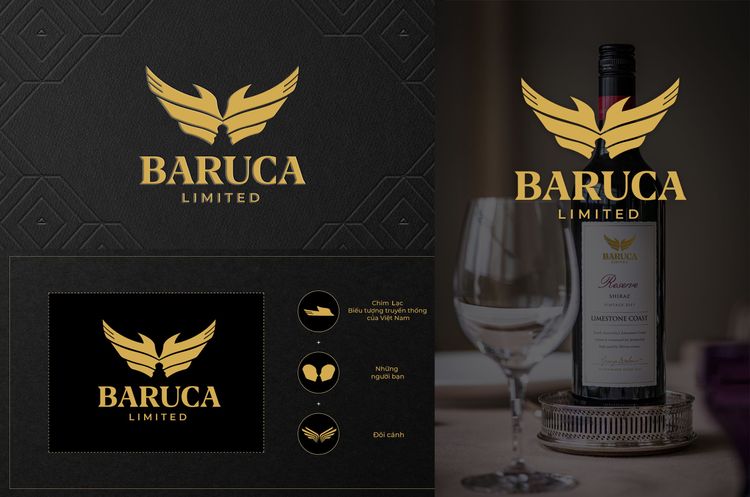 BARUCA
LIMITED
BARUCA
LIMITED
Chim Lạc
Biểu tượng truyền thống
của Việt Nam
+
Những
người bạn
+
Đôi cánh
BARUCA
LIMITED
BARUCA
LIMITED
Reserve
SHIRAZ
LIMESTONE COAST